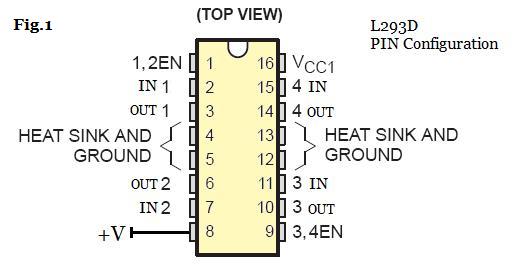 Fig.1
(TOP VIEW)
L293D
PIN Configuration
1,2EN 1 16 VCC1
IN 1 2 15 4 IN
OUT 1 3 14 4 OUT
HEAT SINK AND GROUND 4 13 HEAT SINK AND GROUND
5 12
OUT 2 6 11 3 IN
IN 2 7 10 3 OUT
+V 8 9 3,4EN